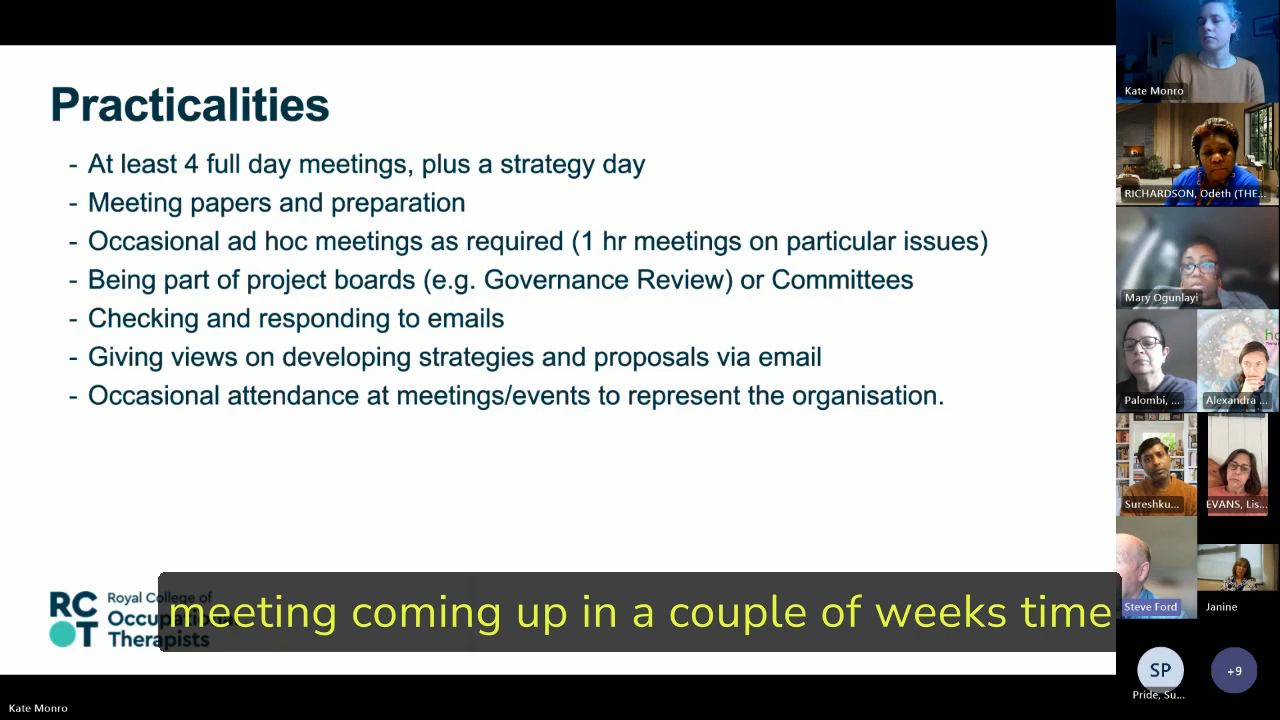 Practicalities
- At least 4 full day meetings, plus a strategy day
- Meeting papers and preparation
- Occasional ad hoc meetings as required (1 hr meetings on particular issues)
- Being part of project boards (e.g. Governance Review) or Committees
- Checking and responding to emails
- Giving views on developing strategies and proposals via email
- Occasional attendance at meetings/events to represent the organisation.
RC
OT
Royal College of
Occupational
Therapists
meeting coming up in a couple of weeks time
Kate Monro
Kate Monro
RICHARDSON, Odeth (THE...
Mary Ogunlayi
Palombi, ...
Alexandra ...
Sureshku...
EVANS, Lis...
Steve Ford
Janine
SP
+9
Pride, Su...